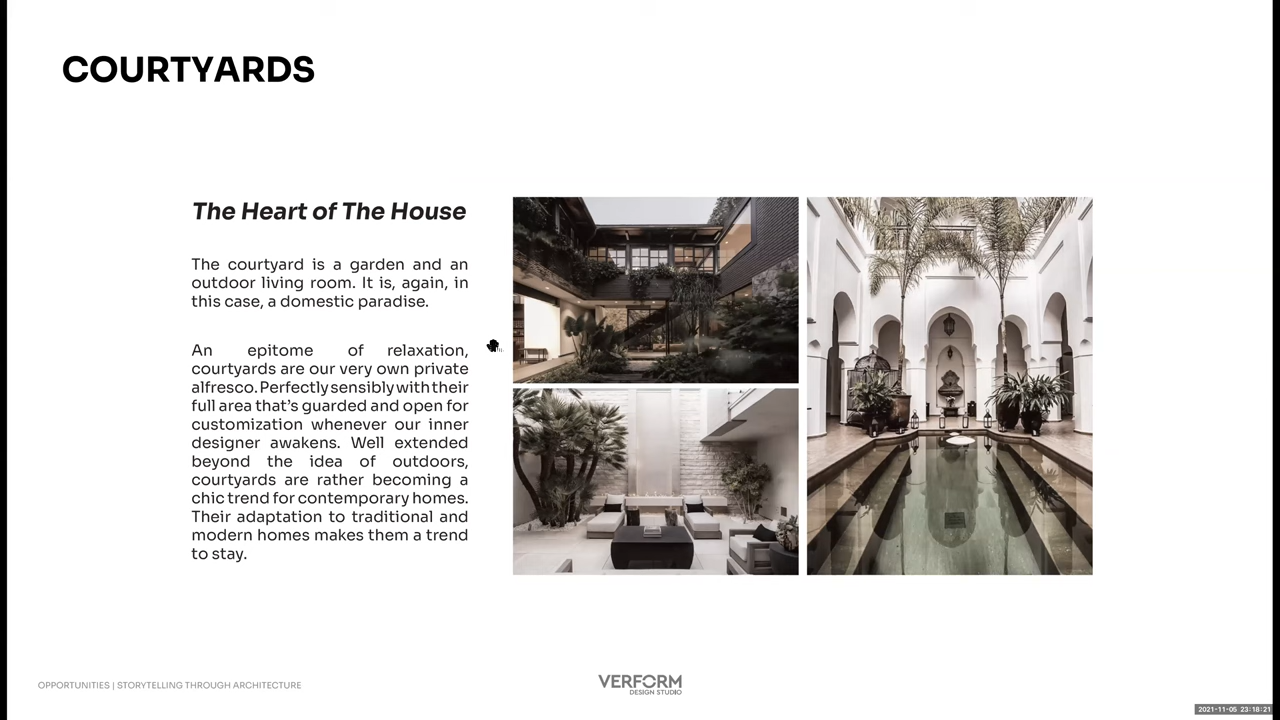 COURTYARDS
The Heart of The House
The courtyard is a garden and an
outdoor living room. It is, again, in
this case, a domestic paradise.
An epitome of relaxation,
courtyards are our very own private
alfresco. Perfectly sensibly with their
full area that's guarded and open for
customization whenever our inner
designer awakens. Well extended
beyond the idea of outdoors,
courtyards are rather becoming a
chic trend for contemporary homes.
Their adaptation to traditional and
modern homes makes them a trend
to stay.
OPPORTUNITIES | STORYTELLING THROUGH ARCHITECTURE
VERFORM
DESIGN STUDIO
2021-11-05 23:18:21